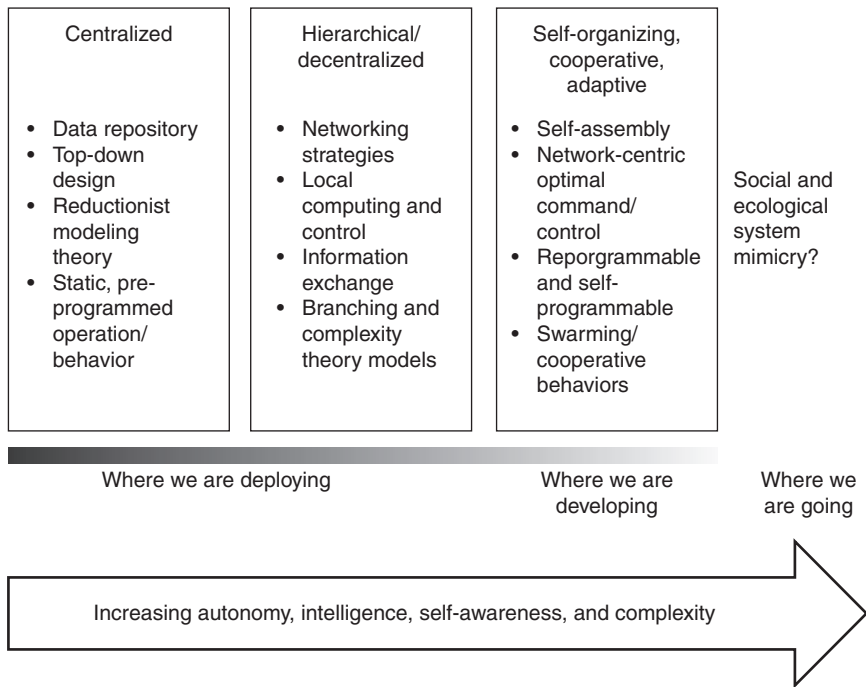 Centralized
• Data repository
• Top-down
design
• Reductionist
modeling
theory
• Static, pre-
programmed
operation/
behavior
Hierarchical/
decentralized
• Networking
strategies
• Local
computing and
control
• Information
exchange
• Branching and
complexity
theory models
Self-organizing,
cooperative,
adaptive
• Self-assembly
• Network-centric
optimal
command/
control
• Reporgrammable
and self-
programmable
• Swarming/
cooperative
behaviors
Social and
ecological
system
mimicry?
Where we are deploying
Where we are
developing
Where we
are going
Increasing autonomy, intelligence, self-awareness, and complexity